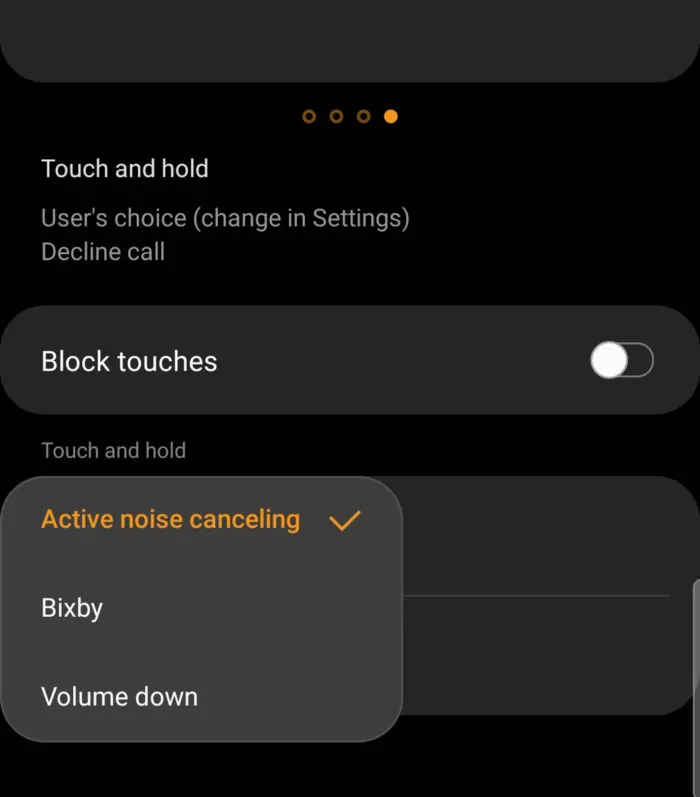 Touch and hold
User's choice (change in Settings)
Decline call
Block touches
Touch and hold
Active noise canceling
Bixby
Volume down